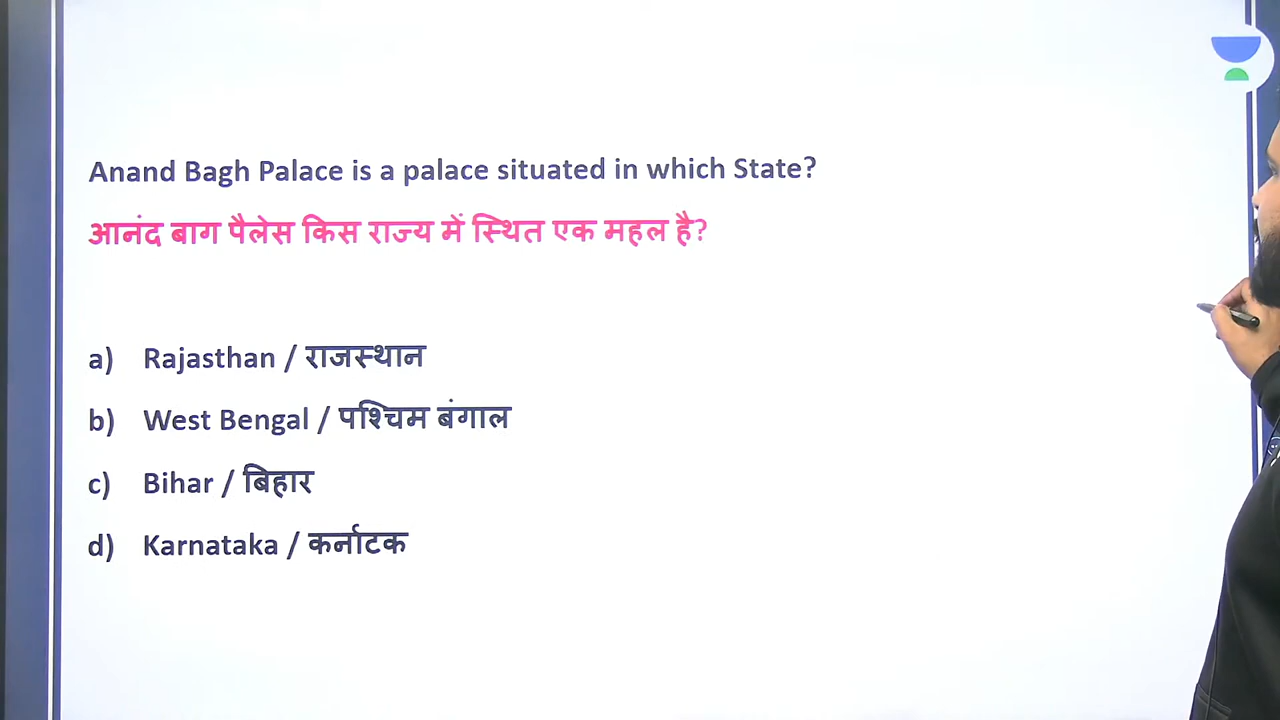 Anand Bagh Palace is a palace situated in which State?
आनंद बाग पैलेस किस राज्य में स्थित एक महल है?
a) Rajasthan / राजस्थान
b) West Bengal / पश्चिम बंगाल
c) Bihar / बिहार
d) Karnataka / कर्नाटक